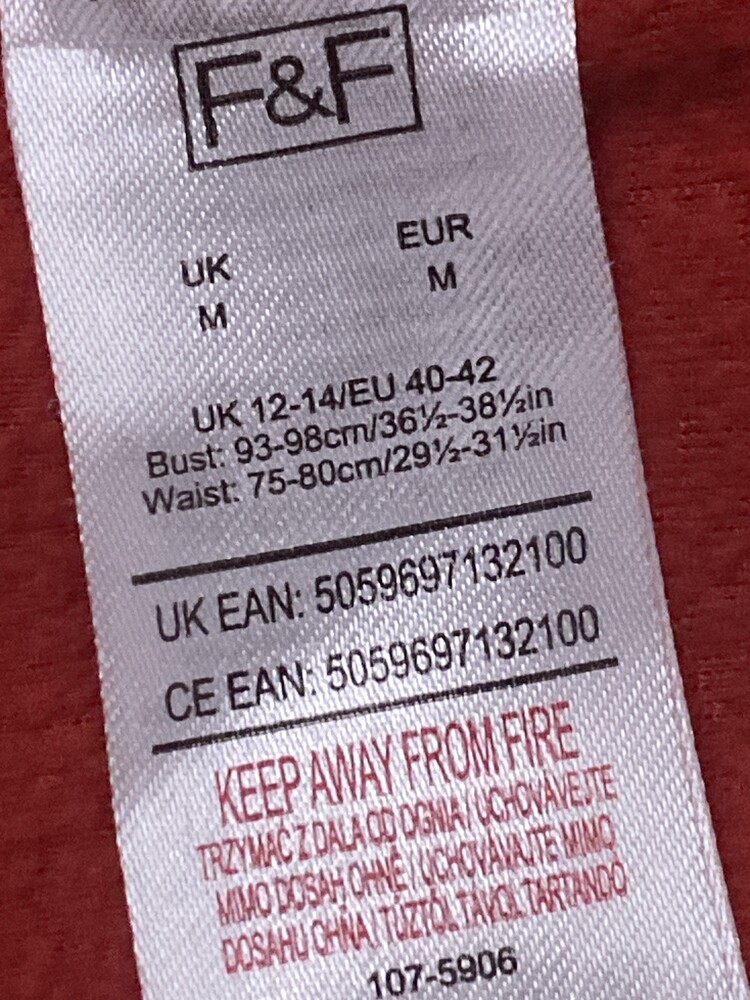 F&F
UK EUR
M M
UK 12-14/EU 40-42
Bust: 93-98cm/36½-38½in
Waist: 75-80cm/29½-31½in
UK EAN: 5059697132100
CE EAN: 5059697132100
KEEP AWAY FROM FIRE
TRZYMAĆ Z DALA OD OGNIA / UCHOVÁVEJTE
MIMO DOSAH OHNĚ / UCHOVÁVAJTE MIMO
DOSAHU OHŇA / TŰZTŐL TÁVOL TARTANDÓ
107-5906